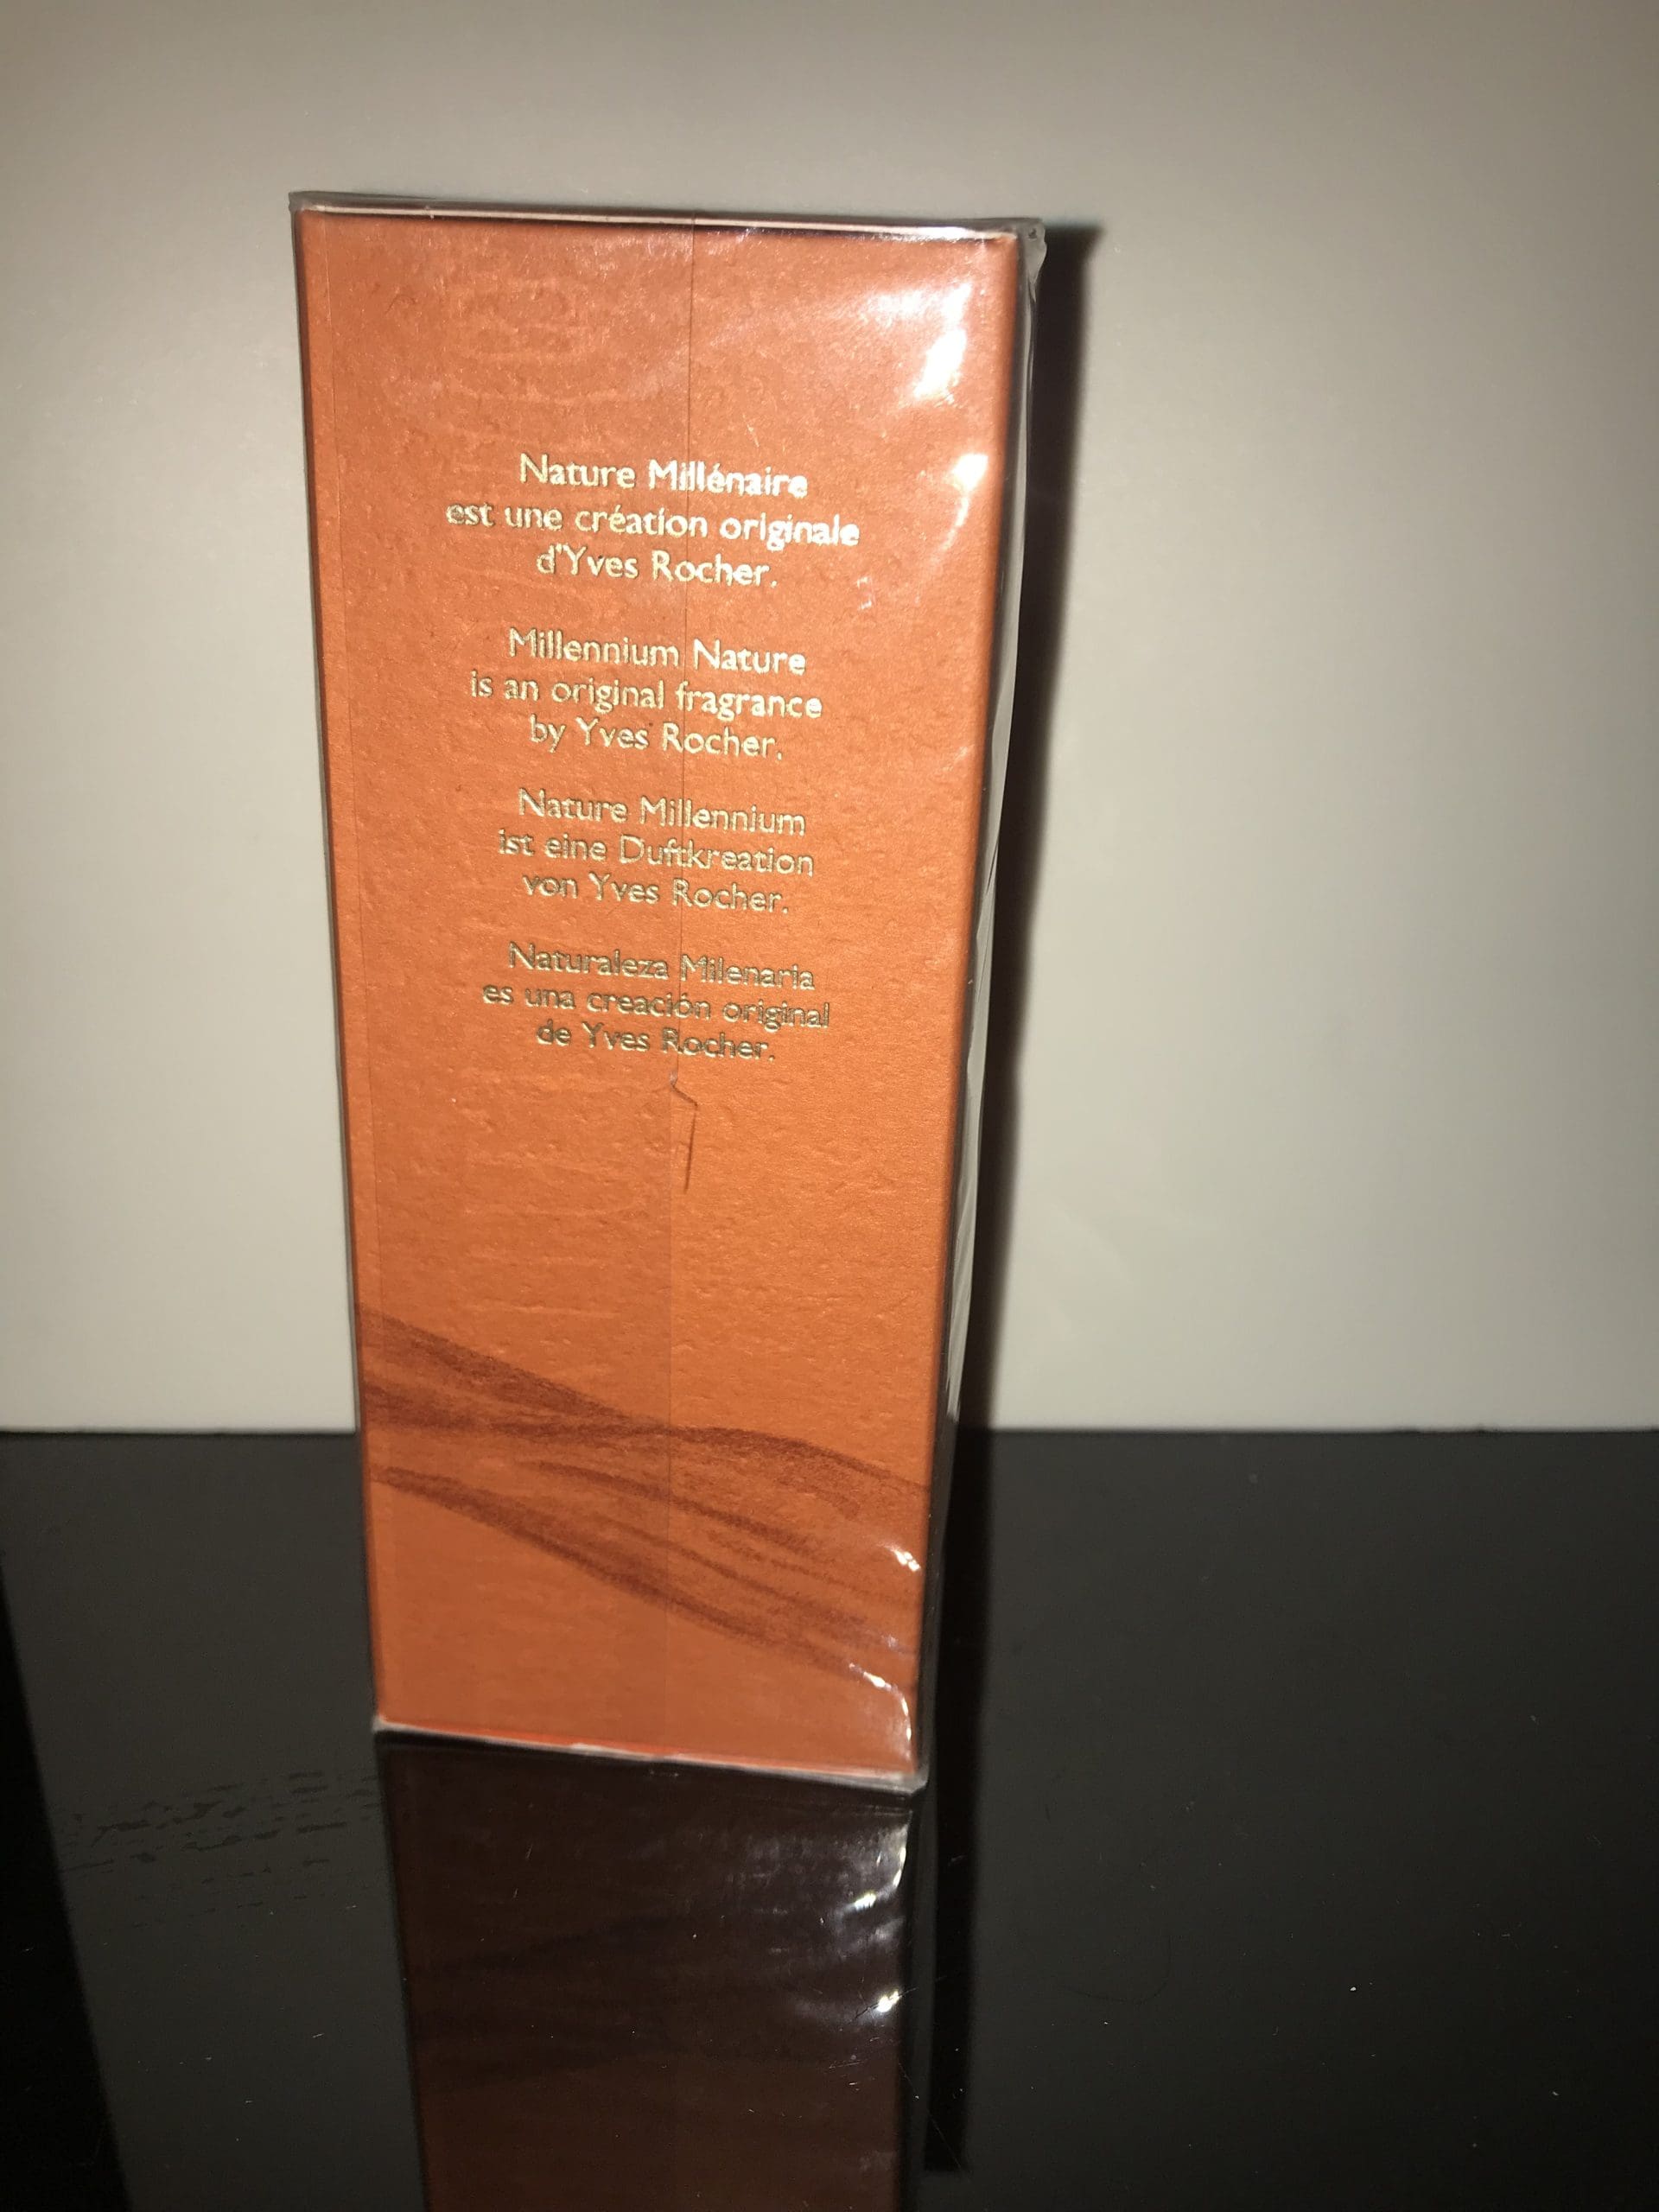 Nature Millénaire
est une création originale
d'Yves Rocher.
Millennium Nature
is an original fragrance
by Yves Rocher.
Nature Millennium
ist eine Duftkreation
von Yves Rocher.
Naturaleza Milenaria
es una creación original
de Yves Rocher.